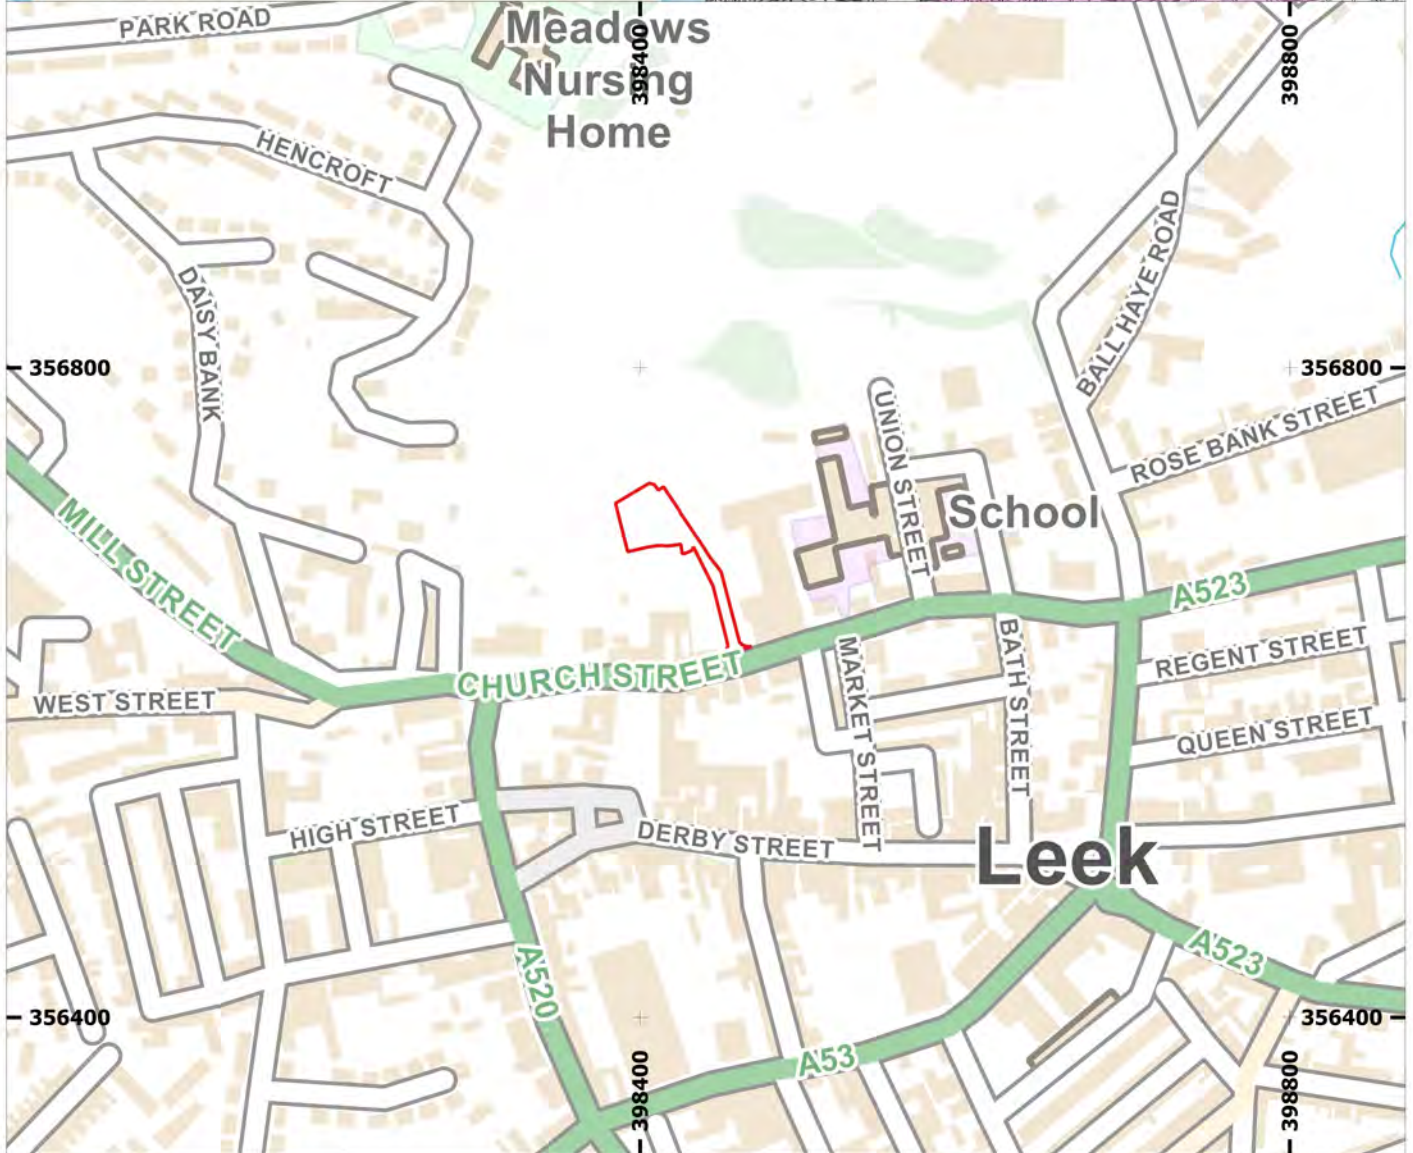 PARK ROAD
Meadows
Nursing
Home
398400
398800
HENCROFT
DAISY BANK
BALL HAYE ROAD
356800
356800
UNION STREET
ROSE BANK STREET
School
MILL STREET
A523
CHURCH STREET
MARKET STREET
BATH STREET
REGENT STREET
WEST STREET
QUEEN STREET
HIGH STREET
DERBY STREET
Leek
A520
A523
356400
356400
A53
398400
398800